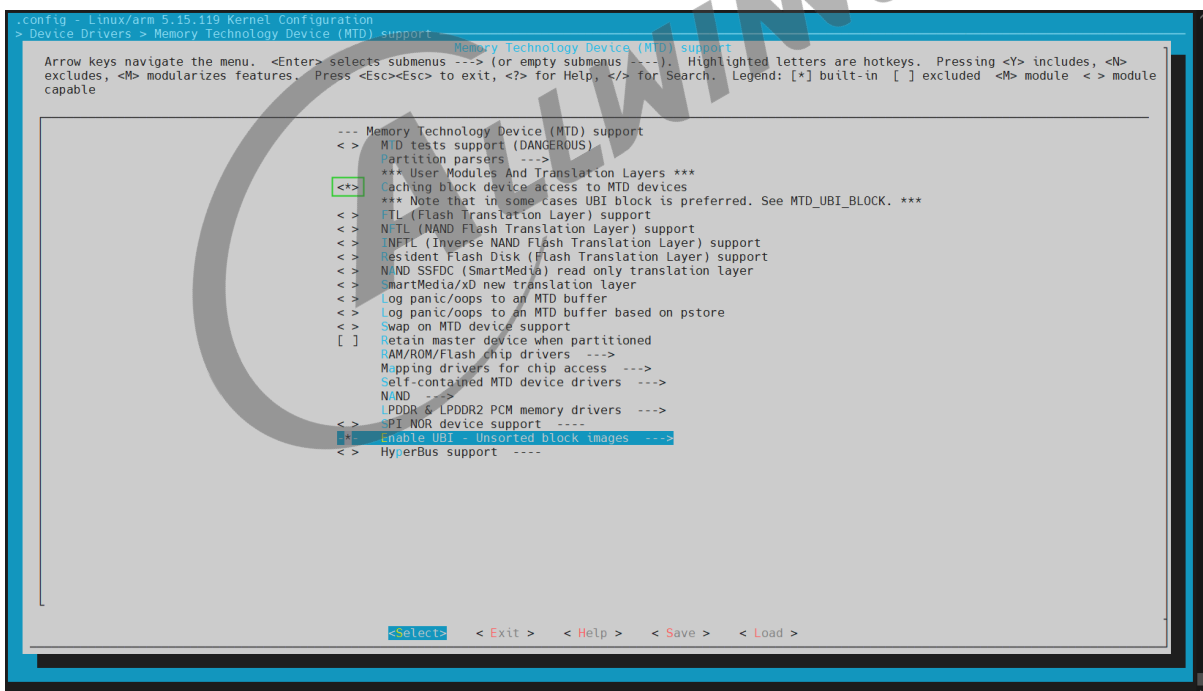 .config - Linux/arm 5.15.119 Kernel Configuration
> Device Drivers > Memory Technology Device (MTD) support
Memory Technology Device (MTD) support
Arrow keys navigate the menu. <Enter> selects submenus ---> (or empty submenus ----). Highlighted letters are hotkeys. Pressing <Y> includes, <N>
excludes, <M> modularizes features. Press <Esc><Esc> to exit, <?> for Help, </> for Search. Legend: [*] built-in [ ] excluded <M> module < > module
capable
--- Memory Technology Device (MTD) support
< > MTD tests support (DANGEROUS)
Partition parsers --->
*** User Modules And Translation Layers ***
<*> Caching block device access to MTD devices
*** Note that in some cases UBI block is preferred. See MTD_UBI_BLOCK. ***
< > FTL (Flash Translation Layer) support
< > NFTL (NAND Flash Translation Layer) support
< > INFTL (Inverse NAND Flash Translation Layer) support
< > Resident Flash Disk (Flash Translation Layer) support
< > NAND SSFDC (SmartMedia) read only translation layer
< > SmartMedia/xD new translation layer
< > Log panic/oops to an MTD buffer
< > Log panic/oops to an MTD buffer based on pstore
< > Swap on MTD device support
[ ] Retain master device when partitioned
RAM/ROM/Flash chip drivers --->
Mapping drivers for chip access --->
Self-contained MTD device drivers --->
NAND --->
LPDDR & LPDDR2 PCM memory drivers --->
< > SPI NOR device support ----
-*- Enable UBI - Unsorted block images --->
< > HyperBus support ----
<Select> < Exit > < Help > < Save > < Load >
ALLWINNE